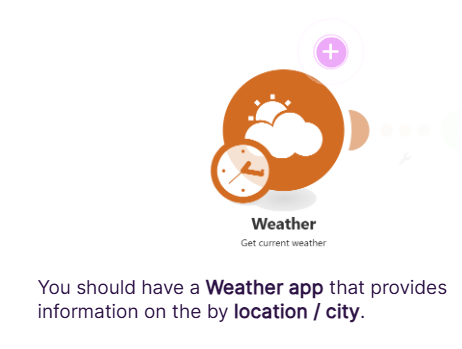 Weather
Get current weather
You should have a Weather app that provides
information on the by location / city.